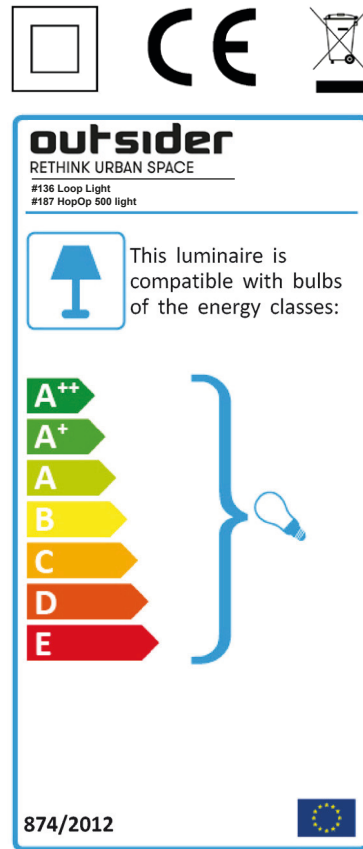 CE
outsider
RETHINK URBAN SPACE
#136 Loop Light
#187 HopOp 500 light
This luminaire is
compatible with bulbs
of the energy classes:
A++
A+
A
B
C
D
E
874/2012